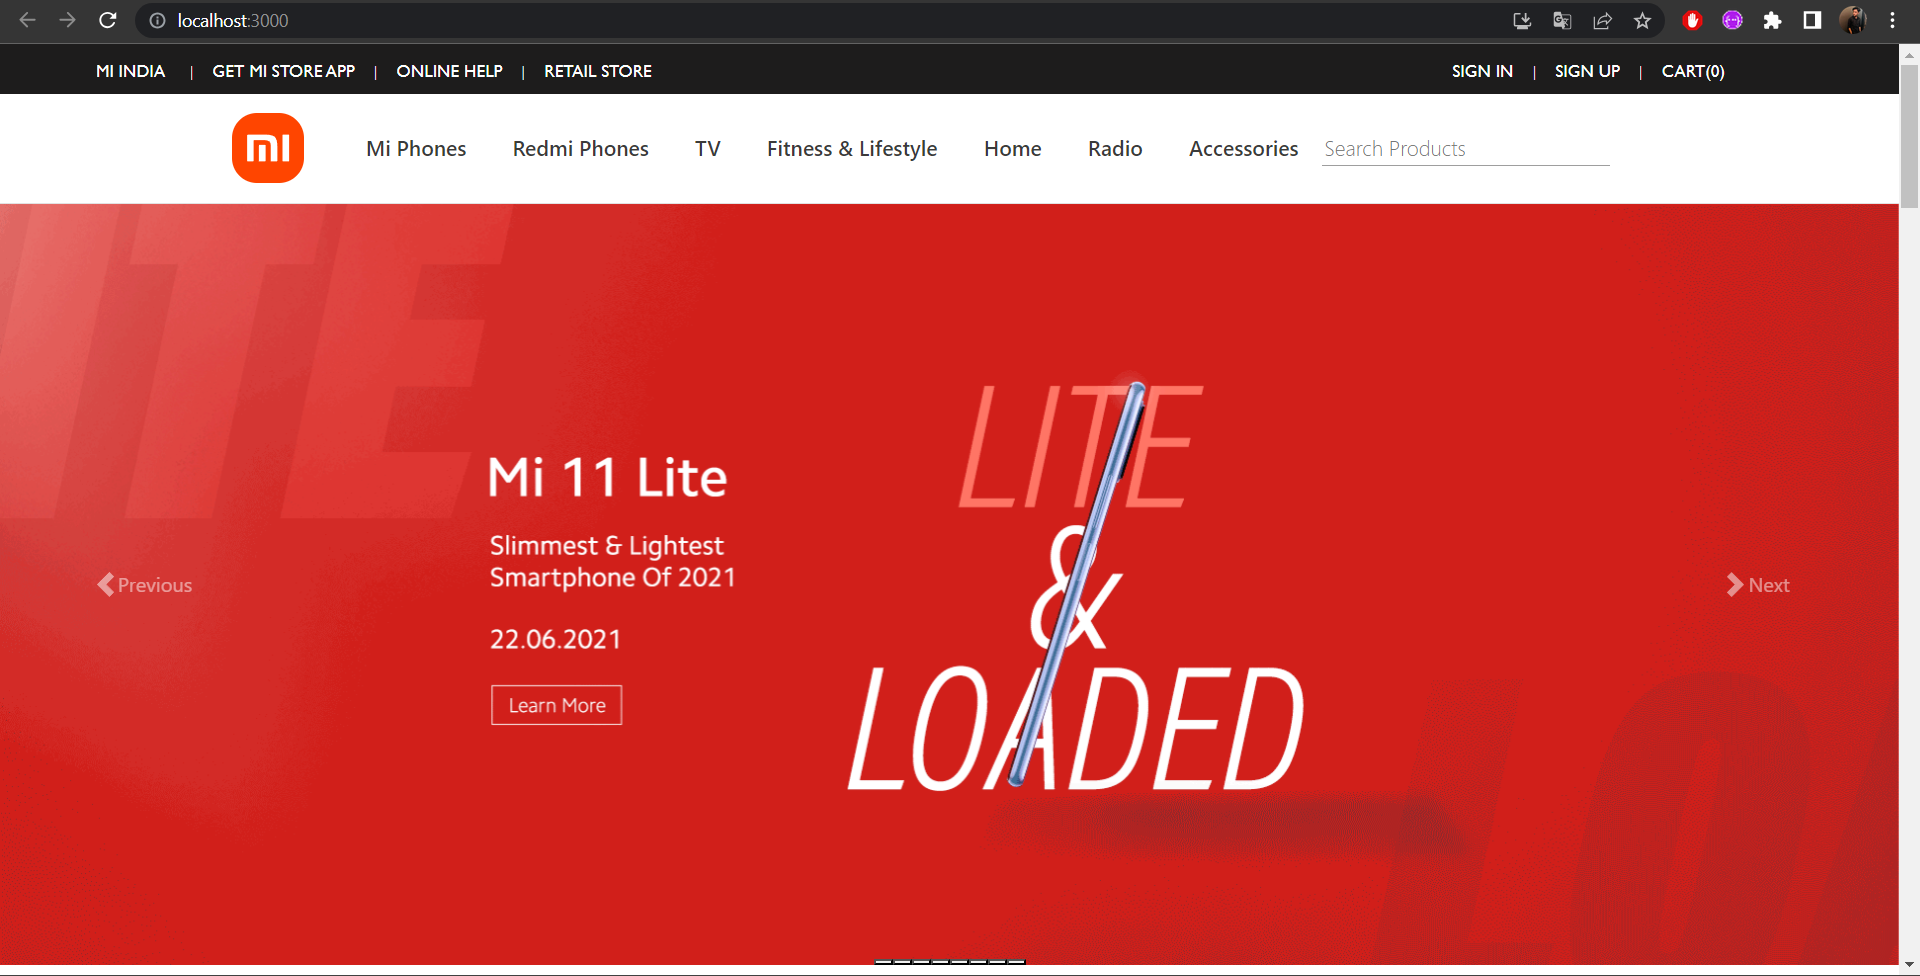 localhost:3000
MI INDIA | GET MI STORE APP | ONLINE HELP | RETAIL STORE SIGN IN | SIGN UP | CART(0)
mi Mi Phones Redmi Phones TV Fitness & Lifestyle Home Radio Accessories Search Products
ITE
LITE
&
LOADED
Mi 11 Lite
Slimmest & Lightest
Smartphone Of 2021
22.06.2021
Learn More
Previous
Next
LO